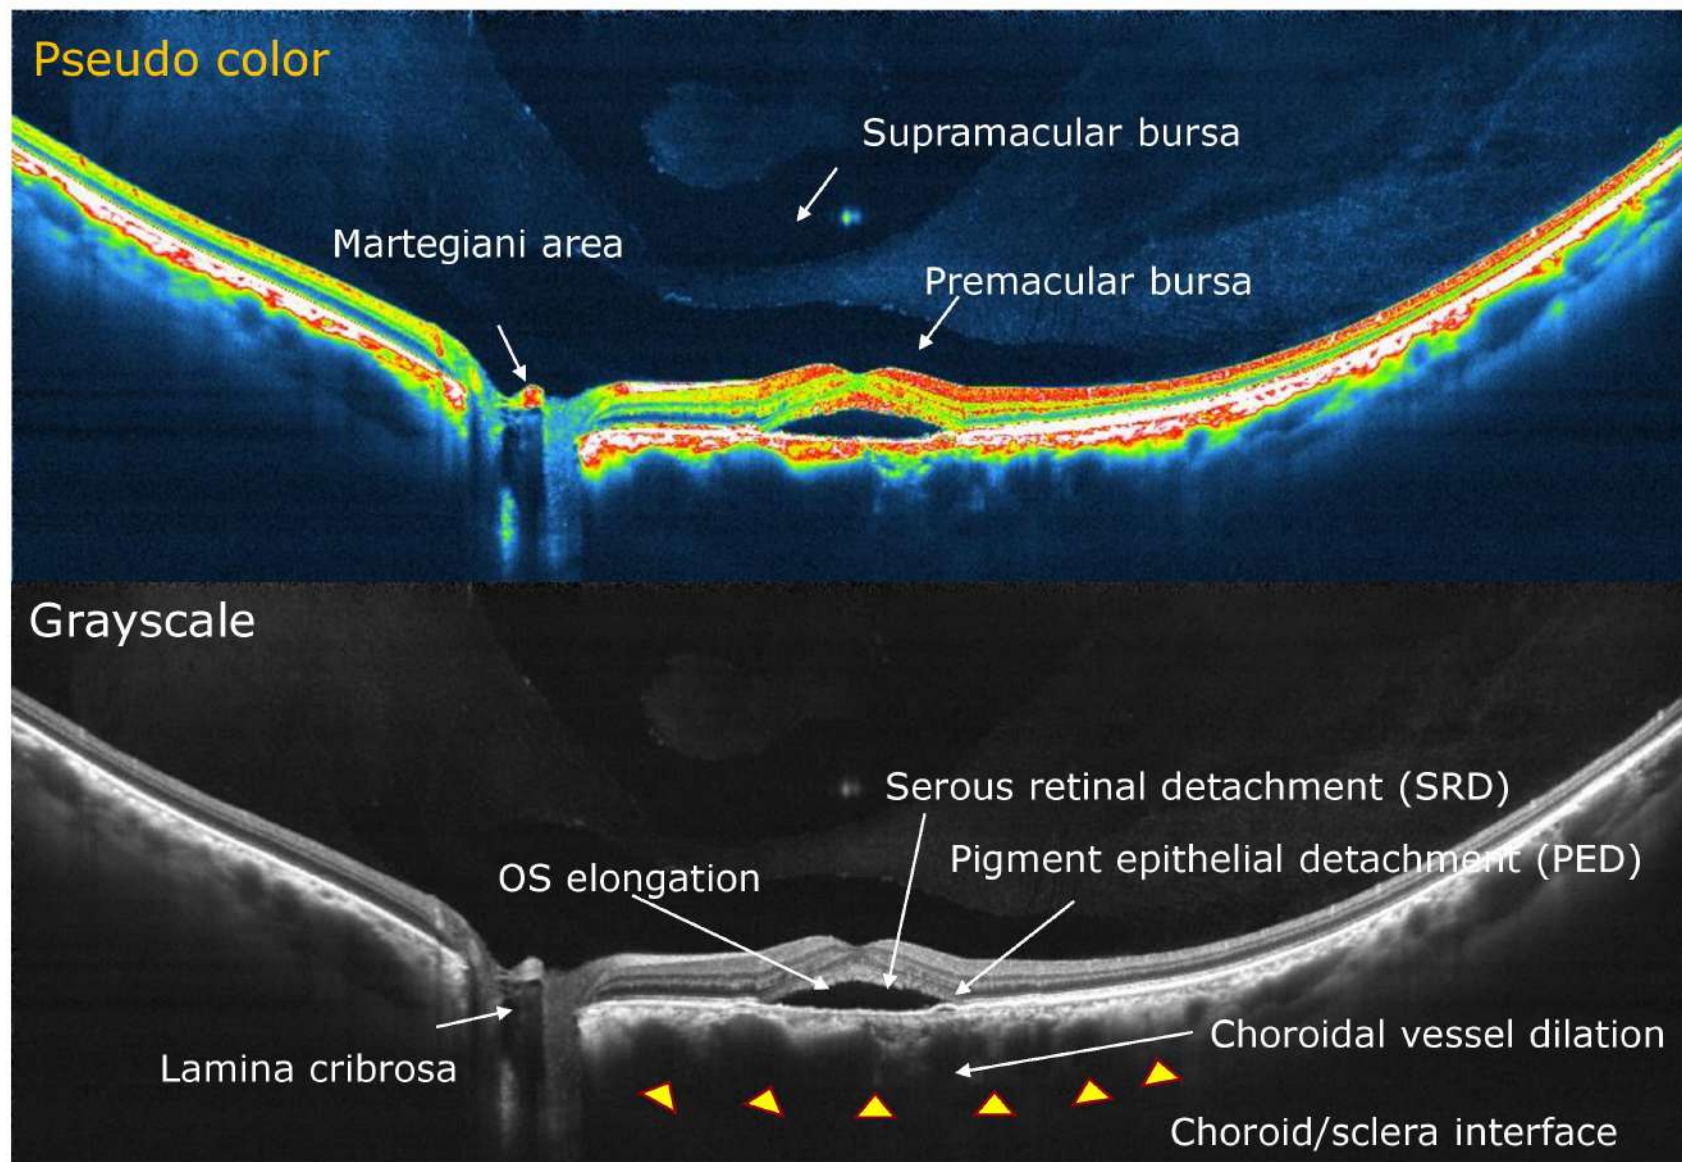 Pseudo color
Supramacular bursa
Martegiani area
Premacular bursa
Grayscale
Serous retinal detachment (SRD)
Pigment epithelial detachment (PED)
OS elongation
Choroidal vessel dilation
Lamina cribrosa
Choroid/sclera interface